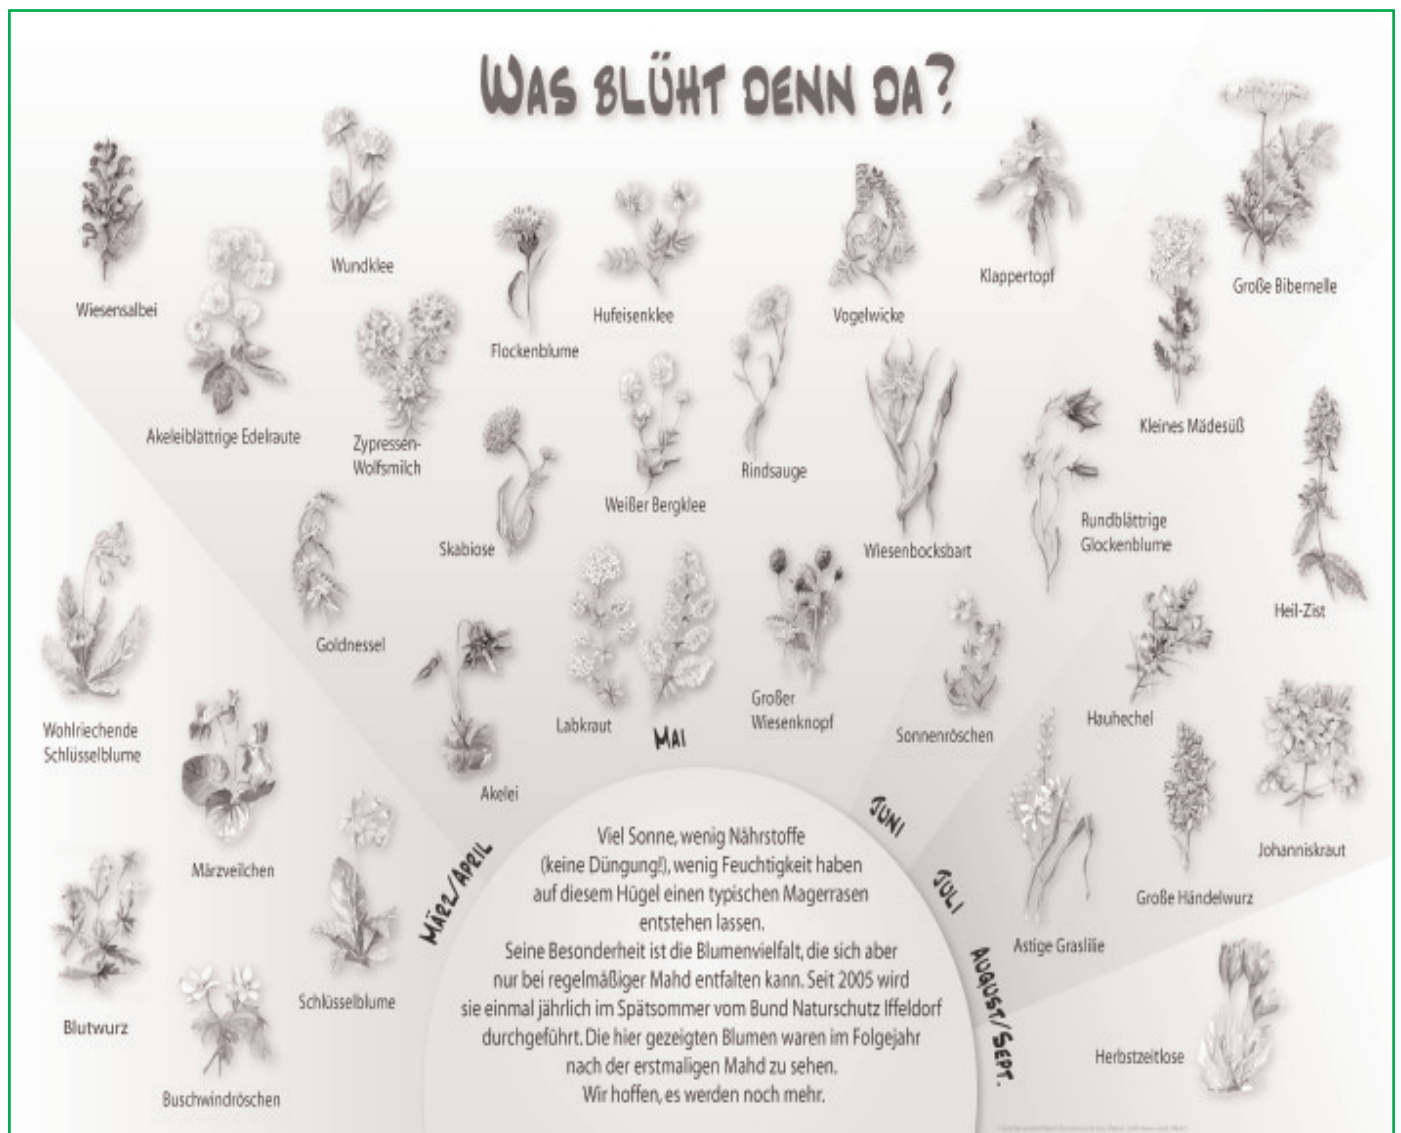 WAS BLÜHT DENN DA?
Wiesensalbei
Wundklee
Akeleiblättrige Edelraute
Zypressen-
Wolfsmilch
Flockenblume
Hufeisenklee
Vogelwicke
Klappertopf
Große Bibernelle
Kleines Mädesüß
Skabiose
Weißer Bergklee
Rindsauge
Wiesenbocksbart
Rundblättrige
Glockenblume
Heil-Zist
Goldnessel
Akelei
Labkraut
Großer
Wiesenknopf
Sonnenröschen
Hauhechel
Wohlriechende
Schlüsselblume
Märzveilchen
Schlüsselblume
Blutwurz
Buschwindröschen
Astige Graslilie
Große Händelwurz
Johanniskraut
Herbstzeitlose
MÄRZ/APRIL
MAI
JUNI
JULI
AUGUST/SEPT.
Viel Sonne, wenig Nährstoffe
(keine Düngung!), wenig Feuchtigkeit haben
auf diesem Hügel einen typischen Magerrasen
entstehen lassen.
Seine Besonderheit ist die Blumenvielfalt, die sich aber
nur bei regelmäßiger Mahd entfalten kann. Seit 2005 wird
sie einmal jährlich im Spätsommer vom Bund Naturschutz Iffeldorf
durchgeführt. Die hier gezeigten Blumen waren im Folgejahr
nach der erstmaligen Mahd zu sehen.
Wir hoffen, es werden noch mehr.